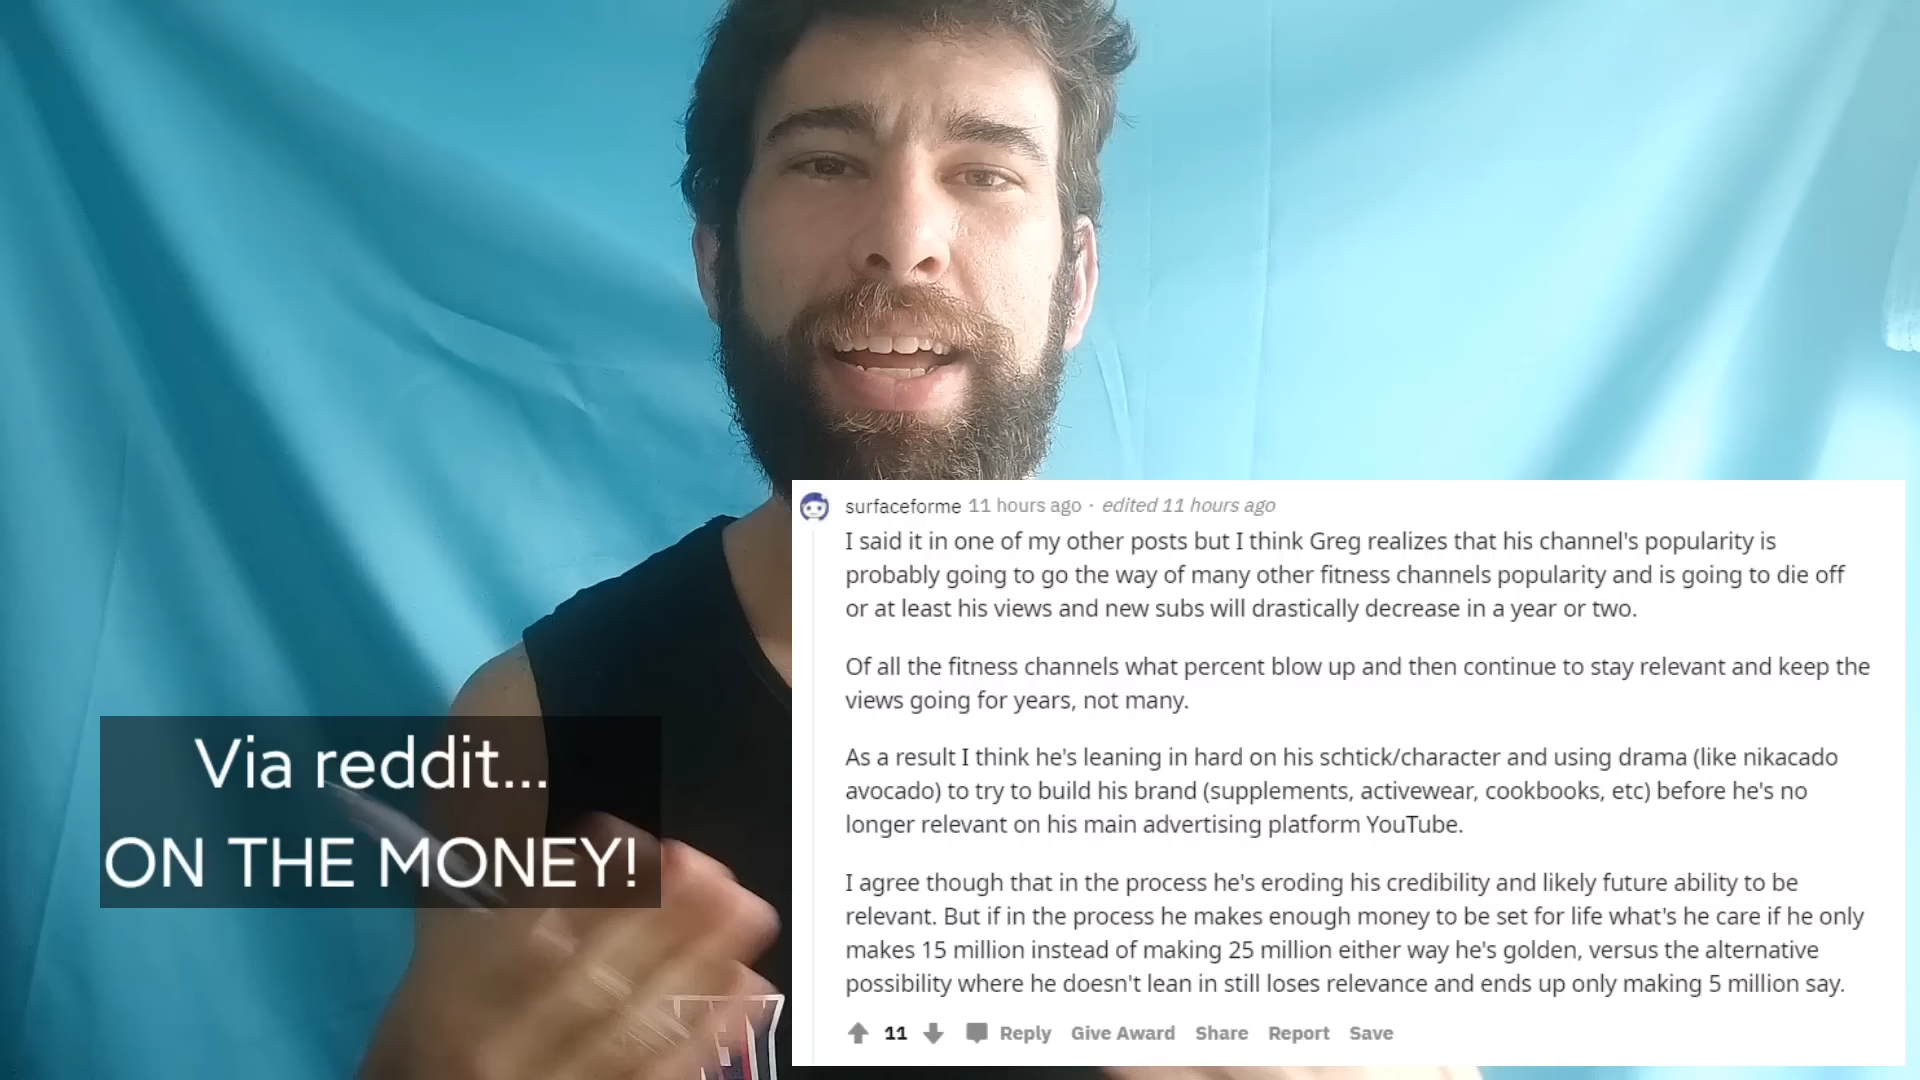 surfaceforme 11 hours ago · edited 11 hours ago
I said it in one of my other posts but I think Greg realizes that his channel's popularity is
probably going to go the way of many other fitness channels popularity and is going to die off
or at least his views and new subs will drastically decrease in a year or two.
Of all the fitness channels what percent blow up and then continue to stay relevant and keep the
views going for years, not many.
As a result I think he's leaning in hard on his schtick/character and using drama (like nikacado
avocado) to try to build his brand (supplements, activewear, cookbooks, etc) before he's no
longer relevant on his main advertising platform YouTube.
I agree though that in the process he's eroding his credibility and likely future ability to be
relevant. But if in the process he makes enough money to be set for life what's he care if he only
makes 15 million instead of making 25 million either way he's golden, versus the alternative
possibility where he doesn't lean in still loses relevance and ends up only making 5 million say.
11 Reply Give Award Share Report Save
Via reddit...
ON THE MONEY!